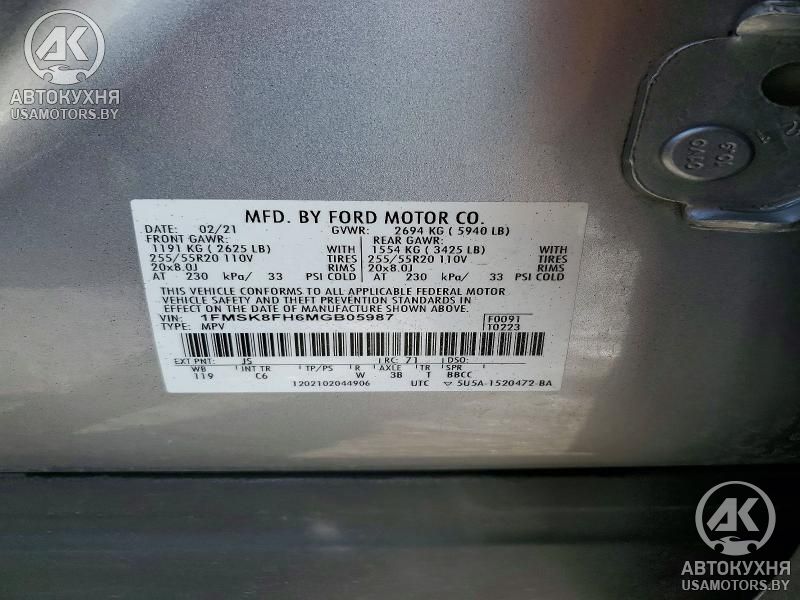 AK
АВТОКУХНЯ
USAMOTORS.BY
MFD. BY FORD MOTOR CO.
DATE: 02/21 GVWR: 2694 KG ( 5940 LB)
FRONT GAWR: REAR GAWR:
1191 KG ( 2625 LB) WITH 1554 KG ( 3425 LB) WITH
255/55R20 110V TIRES 255/55R20 110V TIRES
20x8.0J RIMS 20x8.0J RIMS
AT 230 kPa/ 33 PSI COLD AT 230 kPa/ 33 PSI COLD
THIS VEHICLE CONFORMS TO ALL APPLICABLE FEDERAL MOTOR
VEHICLE SAFETY AND THEFT PREVENTION STANDARDS IN
EFFECT ON THE DATE OF MANUFACTURE SHOWN ABOVE.
VIN: 1FMSK8FH6MGB05987 F0091
TYPE: MPV T0223
EXT PNT: JS RC: 71 DSO:
WB INT TR TP/PS R AXLE TR SPR
119 C6 W 3B T BBCC
1202102044906 UTC 5U5A-1520472-BA
AK
АВТОКУХНЯ
USAMOTORS.BY